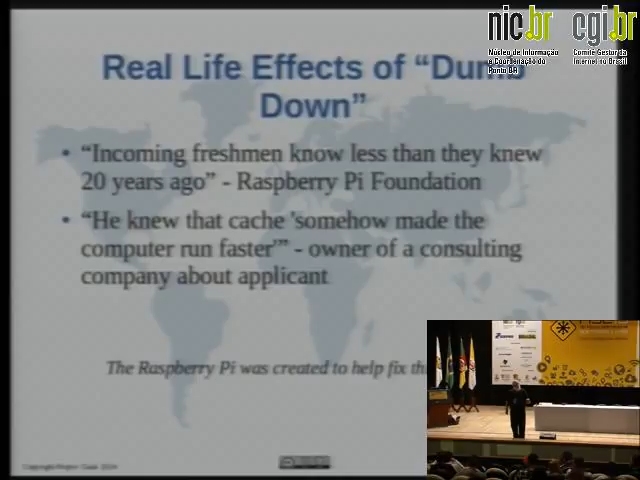 nic.br cgi.br
Núcleo de Informação
e Coordenação do
Ponto BR
Comitê Gestor da
Internet no Brasil
Real Life Effects of “Dumb
Down”
• “Incoming freshmen know less than they knew
20 years ago” - Raspberry Pi Foundation
• “He knew that cache 'somehow made the
computer run faster'” - owner of a consulting
company about applicant
The Raspberry Pi was created to help fix